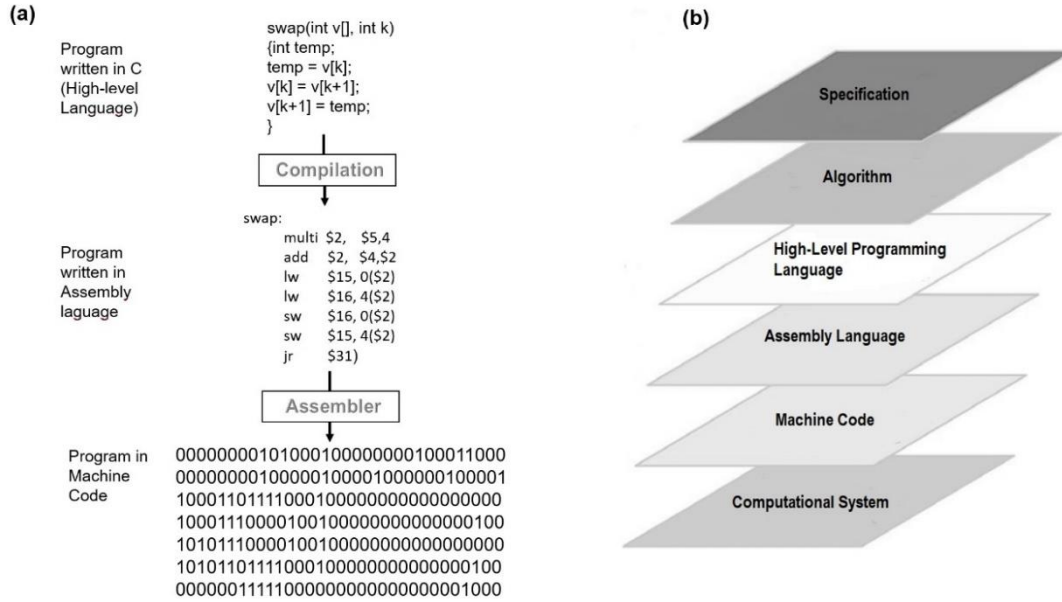 (a)
Program
written in C
(High-level
Language)
swap(int v[], int k)
{int temp;
temp = v[k];
v[k] = v[k+1];
v[k+1] = temp;
}
Compilation
Program
written in
Assembly
laguage
swap:
multi $2, $5,4
add $2, $4,$2
lw $15, 0($2)
lw $16, 4($2)
sw $16, 0($2)
sw $15, 4($2)
jr $31)
Assembler
Program in
Machine
Code
00000000101000100000000100011000
00000000100000100001000000100001
10001101111000100000000000000000
10001110000100100000000000000100
10101110000100100000000000000000
10101101111000100000000000000100
00000011111000000000000000001000
(b)
Specification
Algorithm
High-Level Programming
Language
Assembly Language
Machine Code
Computational System